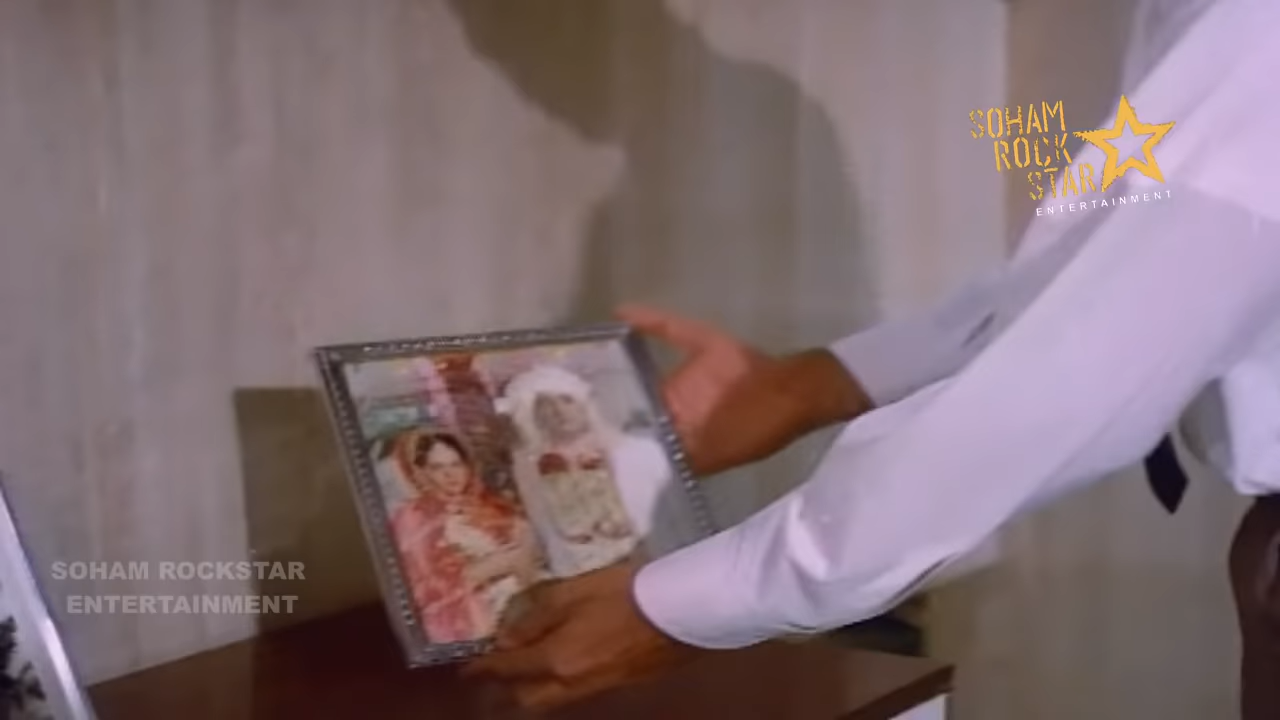 SOHAM
ROCK
STAR
ENTERTAINMENT
SOHAM ROCKSTAR
ENTERTAINMENT